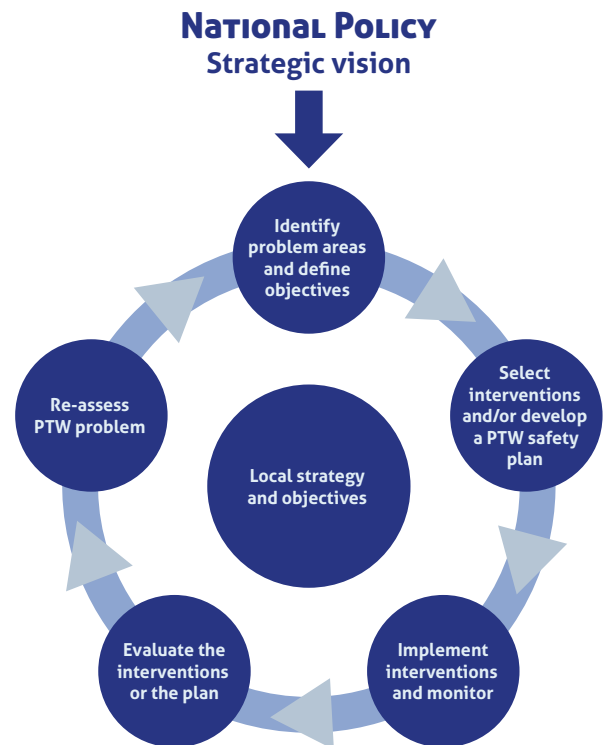 National Policy
Strategic vision
Identify
problem areas
and define
objectives
Select
interventions
and/or develop
a PTW safety
plan
Implement
interventions
and monitor
Evaluate the
interventions
or the plan
Re-assess
PTW problem
Local strategy
and objectives